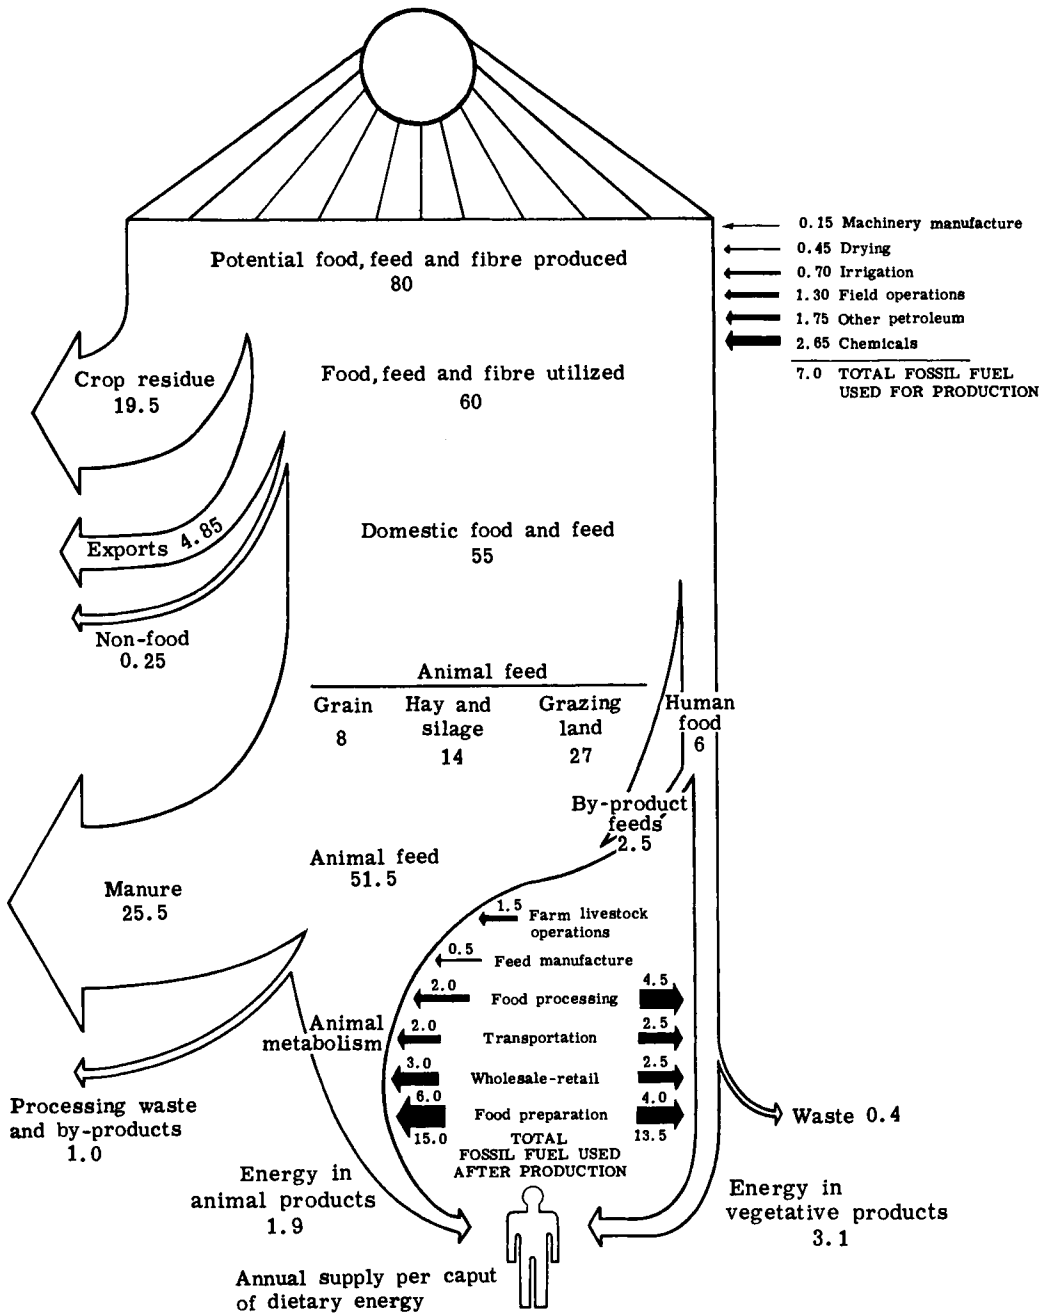 0.15 Machinery manufacture
0.45 Drying
0.70 Irrigation
1.30 Field operations
1.75 Other petroleum
2.65 Chemicals
7.0 TOTAL FOSSIL FUEL
USED FOR PRODUCTION
Potential food, feed and fibre produced
80
Crop residue
19.5
Food, feed and fibre utilized
60
Exports 4.85
Domestic food and feed
55
Non-food
0.25
Animal feed
Grain
8
Hay and
silage
14
Grazing
land
27
Human
food
6
By-product
feeds
2.5
Animal feed
51.5
Manure
25.5
1.5 Farm livestock
operations
0.5 Feed manufacture
2.0 Food processing 4.5
Animal
metabolism
2.0 Transportation 2.5
3.0 Wholesale-retail 2.5
6.0 Food preparation 4.0
15.0 TOTAL 13.5
FOSSIL FUEL USED
AFTER PRODUCTION
Processing waste
and by-products
1.0
Waste 0.4
Energy in
animal products
1.9
Energy in
vegetative products
3.1
Annual supply per caput
of dietary energy